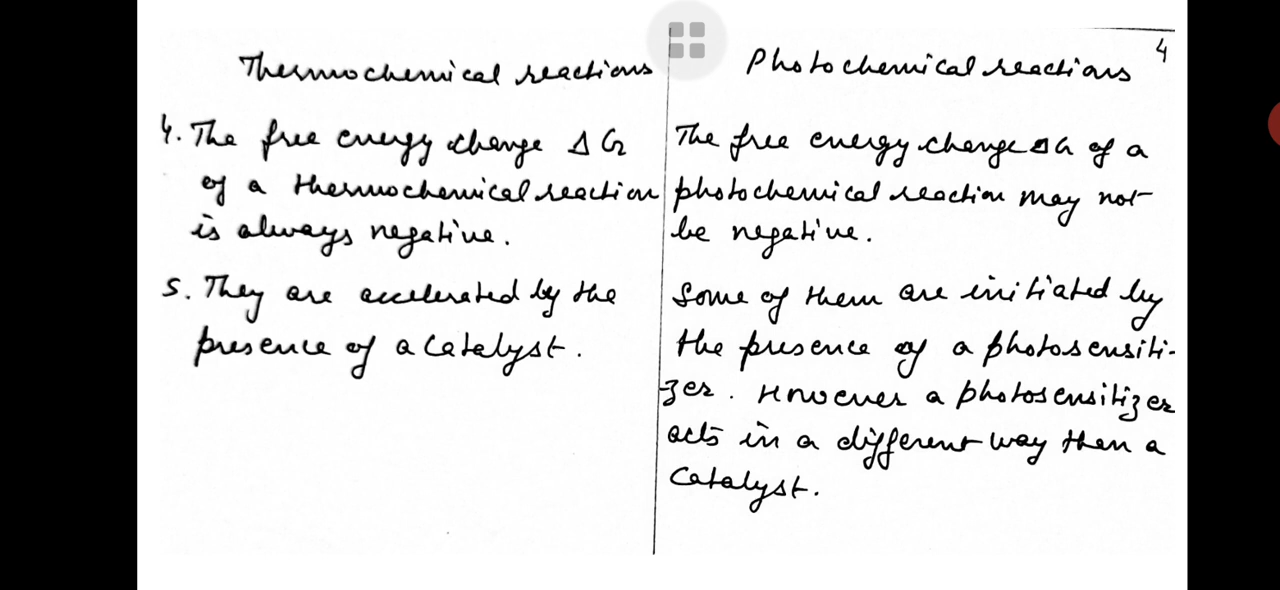 4
Thermochemical reactions
Photochemical reactions
4. The free energy change ΔG
of a thermochemical reaction
is always negative.
The free energy change ΔG of a
photochemical reaction may not
be negative.
5. They are accelerated by the
presence of a catalyst.
Some of them are initiated by
the presence of a photosensiti-
zer. However a photosensitizer
acts in a different way than a
catalyst.